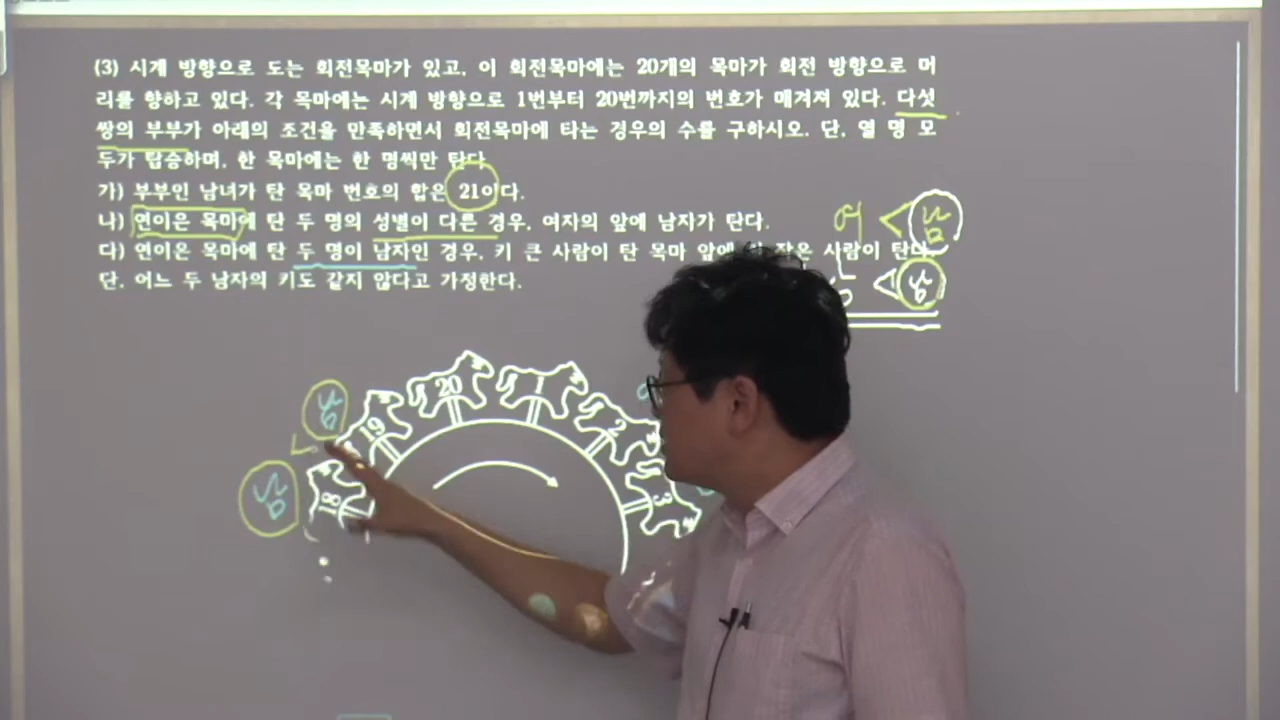 (3) 시계 방향으로 도는 회전목마가 있고, 이 회전목마에는 20개의 목마가 회전 방향으로 머
리를 향하고 있다. 각 목마에는 시계 방향으로 1번부터 20번까지의 번호가 매겨져 있다. 다섯
쌍의 부부가 아래의 조건을 만족하면서 회전목마에 타는 경우의 수를 구하시오. 단, 열 명 모
두가 탑승하며, 한 목마에는 한 명씩만 탄다.
가) 부부인 남녀가 탄 목마 번호의 합은 21이다.
나) 연이은 목마에 탄 두 명의 성별이 다른 경우, 여자의 앞에 남자가 탄다.
여 < 남
다) 연이은 목마에 탄 두 명이 남자인 경우, 키 큰 사람이 탄 목마 앞에 작은 사람이 탄다.
단, 어느 두 남자의 키도 같지 않다고 가정한다.
남
20
1
남
19
2
남
18
3